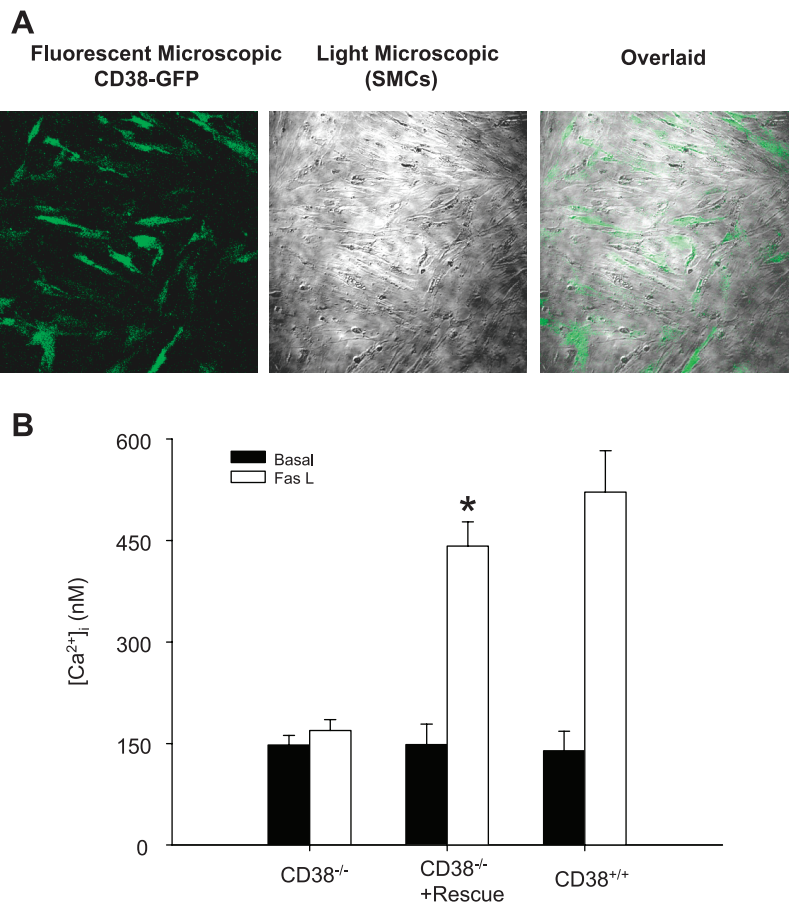 A
Fluorescent Microscopic
CD38-GFP
Light Microscopic
(SMCs)
Overlaid
B
600
450
300
150
0
[Ca²⁺]ᵢ (nM)
Basal
Fas L
*
CD38⁻/⁻
CD38⁻/⁻
+Rescue
CD38⁺/⁺